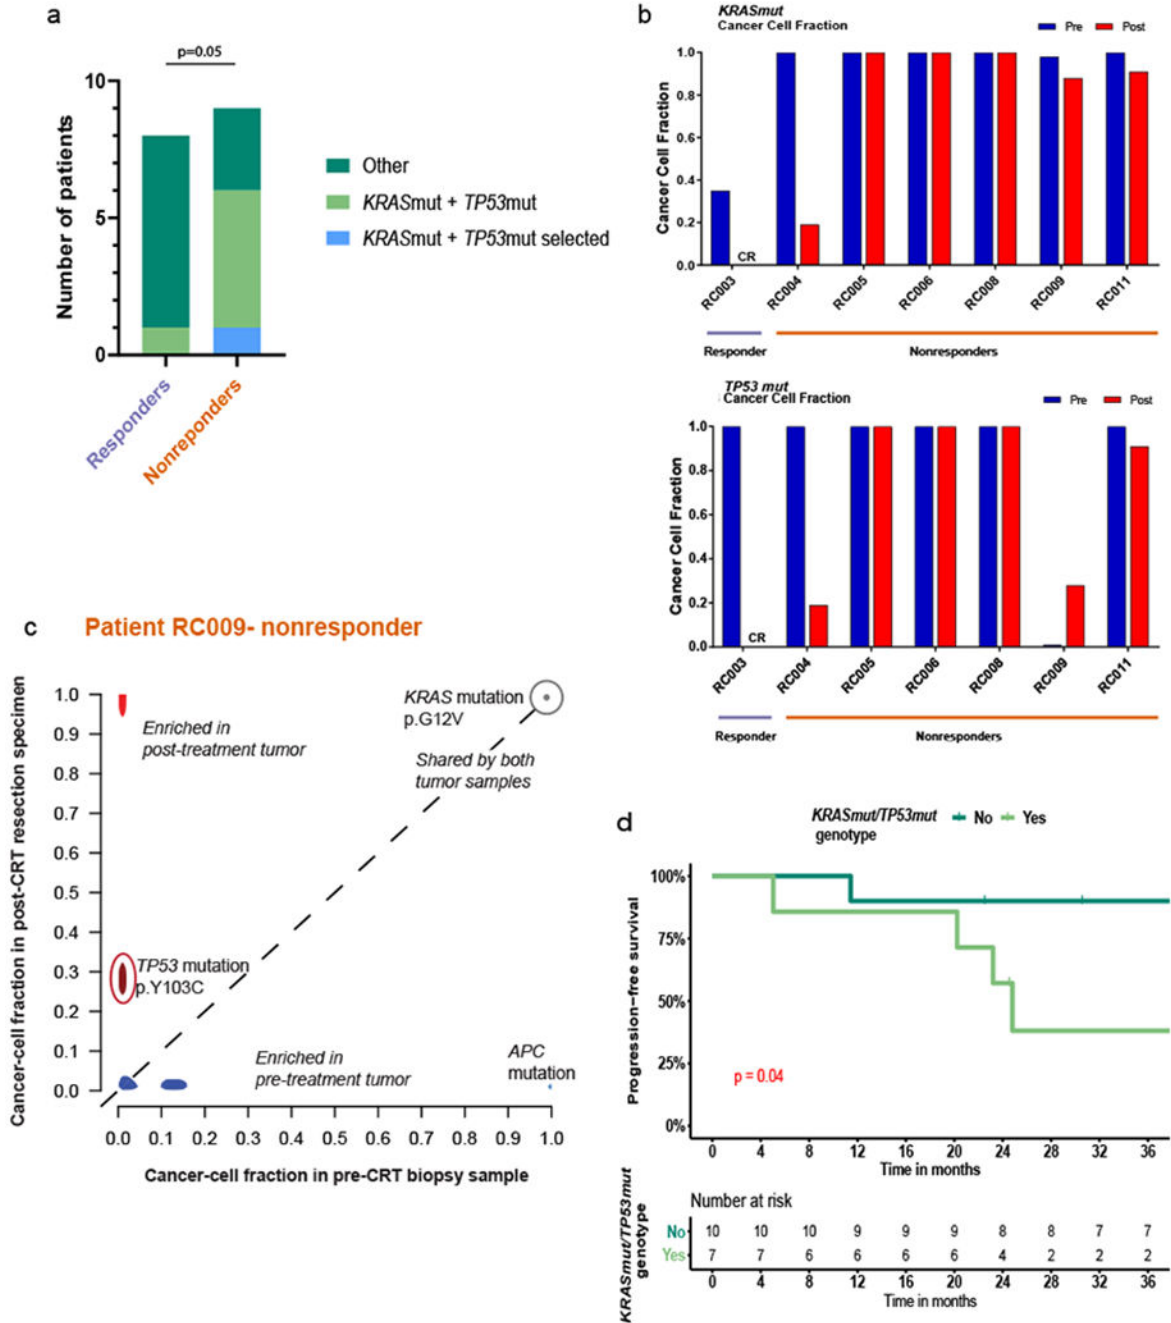 a
p=0.05
10
5
0
Number of patients
Responders
Nonreponders
Other
KRASmut + TP53mut
KRASmut + TP53mut selected
b
KRASmut
Cancer Cell Fraction
Pre
Post
1.0
0.8
0.6
0.4
0.2
0.0
Cancer Cell Fraction
CR
RC003
RC004
RC005
RC006
RC008
RC009
RC011
Responder
Nonresponders
TP53 mut
Cancer Cell Fraction
Pre
Post
1.0
0.8
0.6
0.4
0.2
0.0
Cancer Cell Fraction
CR
RC003
RC004
RC005
RC006
RC008
RC009
RC011
Responder
Nonresponders
c
Patient RC009- nonresponder
Cancer-cell fraction in post-CRT resection specimen
1.0
0.9
0.8
0.7
0.6
0.5
0.4
0.3
0.2
0.1
0.0
Enriched in
post-treatment tumor
KRAS mutation
p.G12V
Shared by both
tumor samples
TP53 mutation
p.Y103C
Enriched in
pre-treatment tumor
APC
mutation
0.0 0.1 0.2 0.3 0.4 0.5 0.6 0.7 0.8 0.9 1.0
Cancer-cell fraction in pre-CRT biopsy sample
d
KRASmut/TP53mut
genotype
No
Yes
Progression-free survival
100%
75%
50%
25%
0%
p = 0.04
0 4 8 12 16 20 24 28 32 36
Time in months
KRASmut/TP53mut
genotype
Number at risk
No 10 10 10 9 9 9 8 8 7 7
Yes 7 7 6 6 6 6 4 2 2 2
0 4 8 12 16 20 24 28 32 36
Time in months